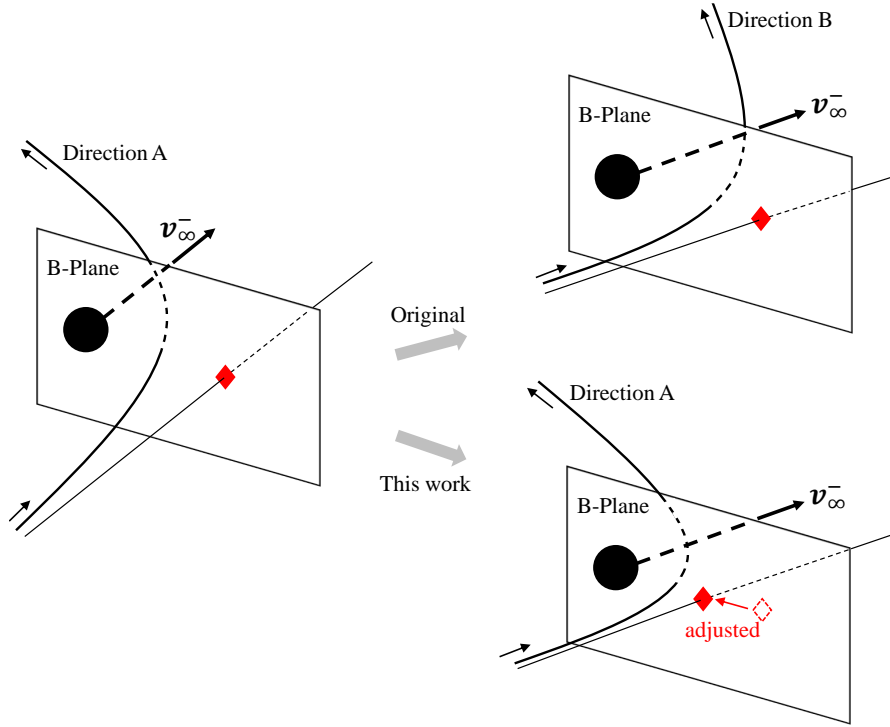 Direction A
v∞−
B-Plane
Original
This work
Direction B
B-Plane
v∞−
Direction A
B-Plane
v∞−
adjusted